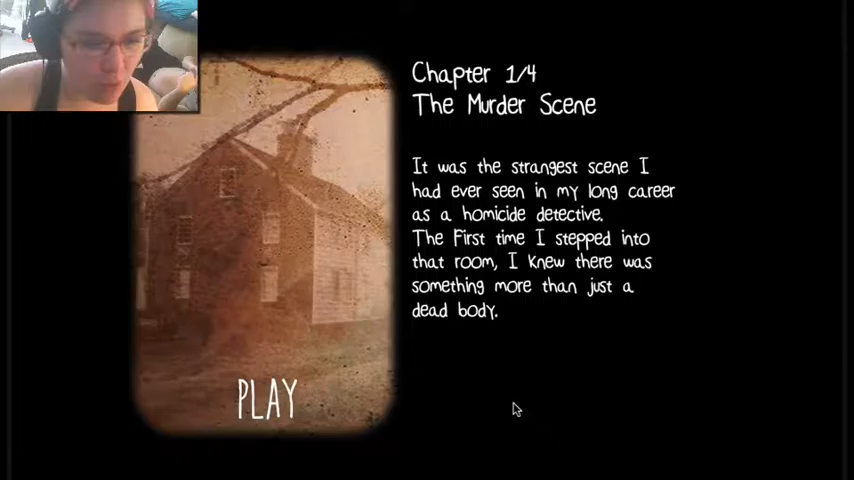 Chapter 1/4
The Murder Scene
It was the strangest scene I
had ever seen in my long career
as a homicide detective.
The First time I stepped into
that room, I knew there was
something more than just a
dead body.
PLAY